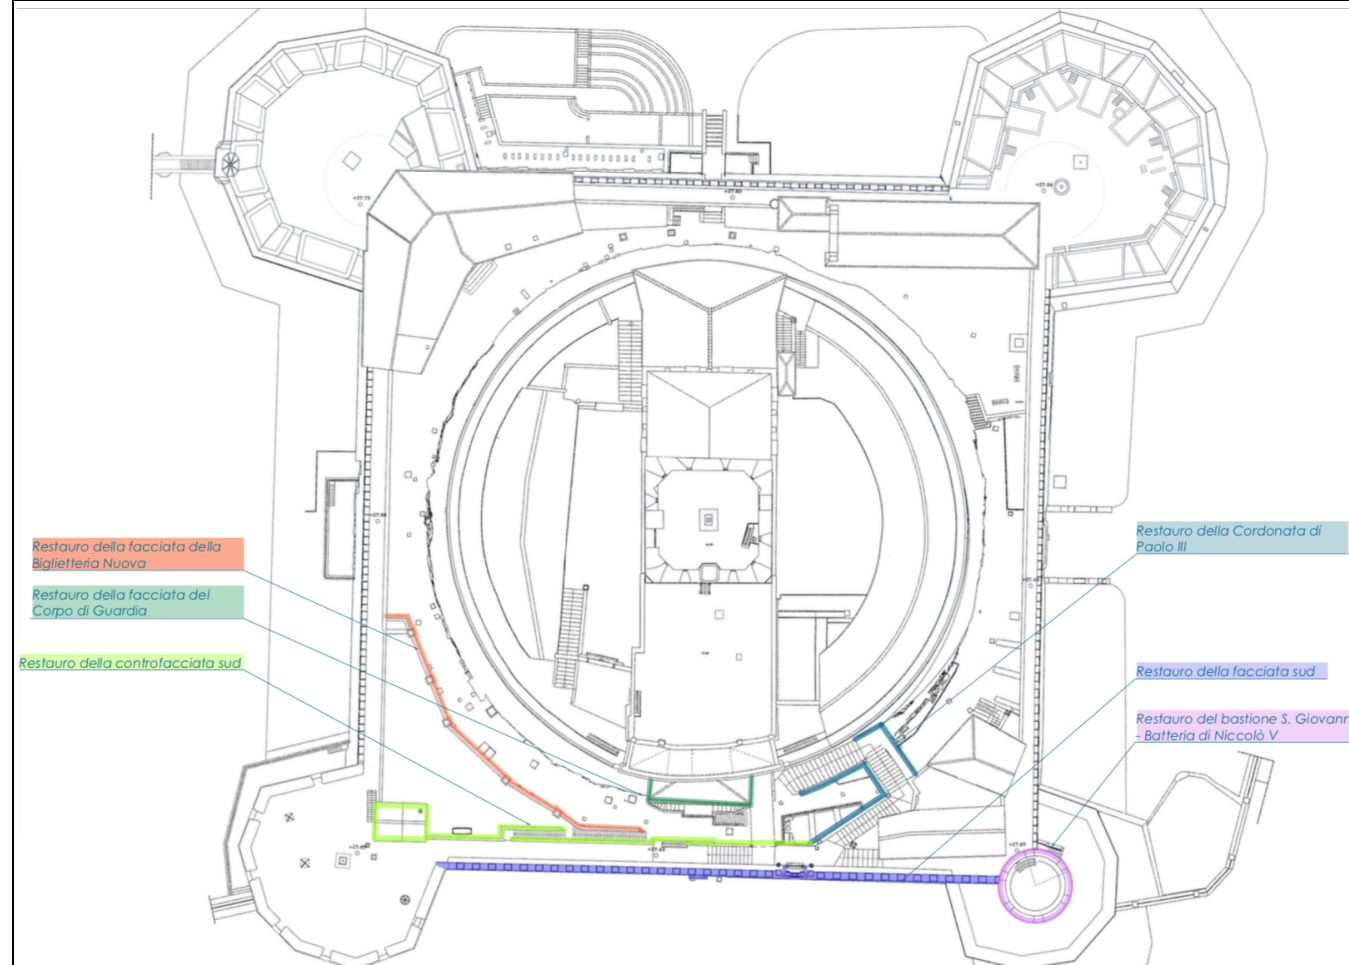 Restauro della facciata della
Biglietteria Nuova
Restauro della facciata del
Corpo di Guardia
Restauro della controfacciata sud
Restauro della Cordonata di
Paolo III
Restauro della facciata sud
Restauro del bastione S. Giovann
- Batteria di Niccolò V